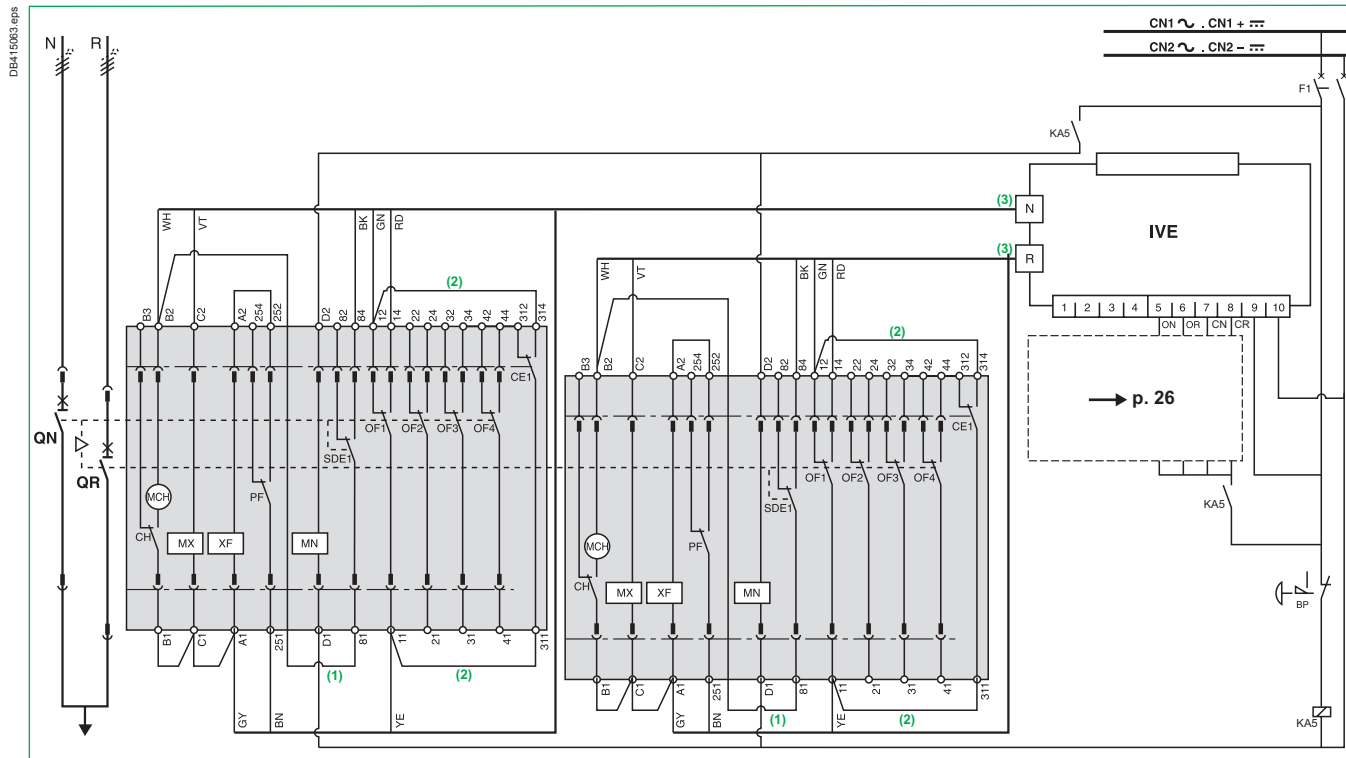 DB415063.eps
N R
CN1 ∿ . CN1 + ⎓
CN2 ∿ . CN2 – ⎓
F1
KA5
(3) N
IVE
(3) R
1 2 3 4 5 6 7 8 9 10
ON OR CN CR
→ p. 26
KA5
BP
KA5
QN
QR
WH VT BK GN RD
(2)
B3 B2 C2 A2 254 252 D2 82 84 12 14 22 24 32 34 42 44 312 314
CE1
OF1 OF2 OF3 OF4
SDE1
MCH PF
CH MX XF MN
B1 C1 A1 251 D1 81 11 21 31 41 311
(1) (2)
GY BN YE
WH VT BK GN RD
(2)
B3 B2 C2 A2 254 252 D2 82 84 12 14 22 24 32 34 42 44 312 314
CE1
OF1 OF2 OF3 OF4
SDE1
MCH PF
CH MX XF MN
B1 C1 A1 251 D1 81 11 21 31 41 311
(1) (2)
GY BN YE